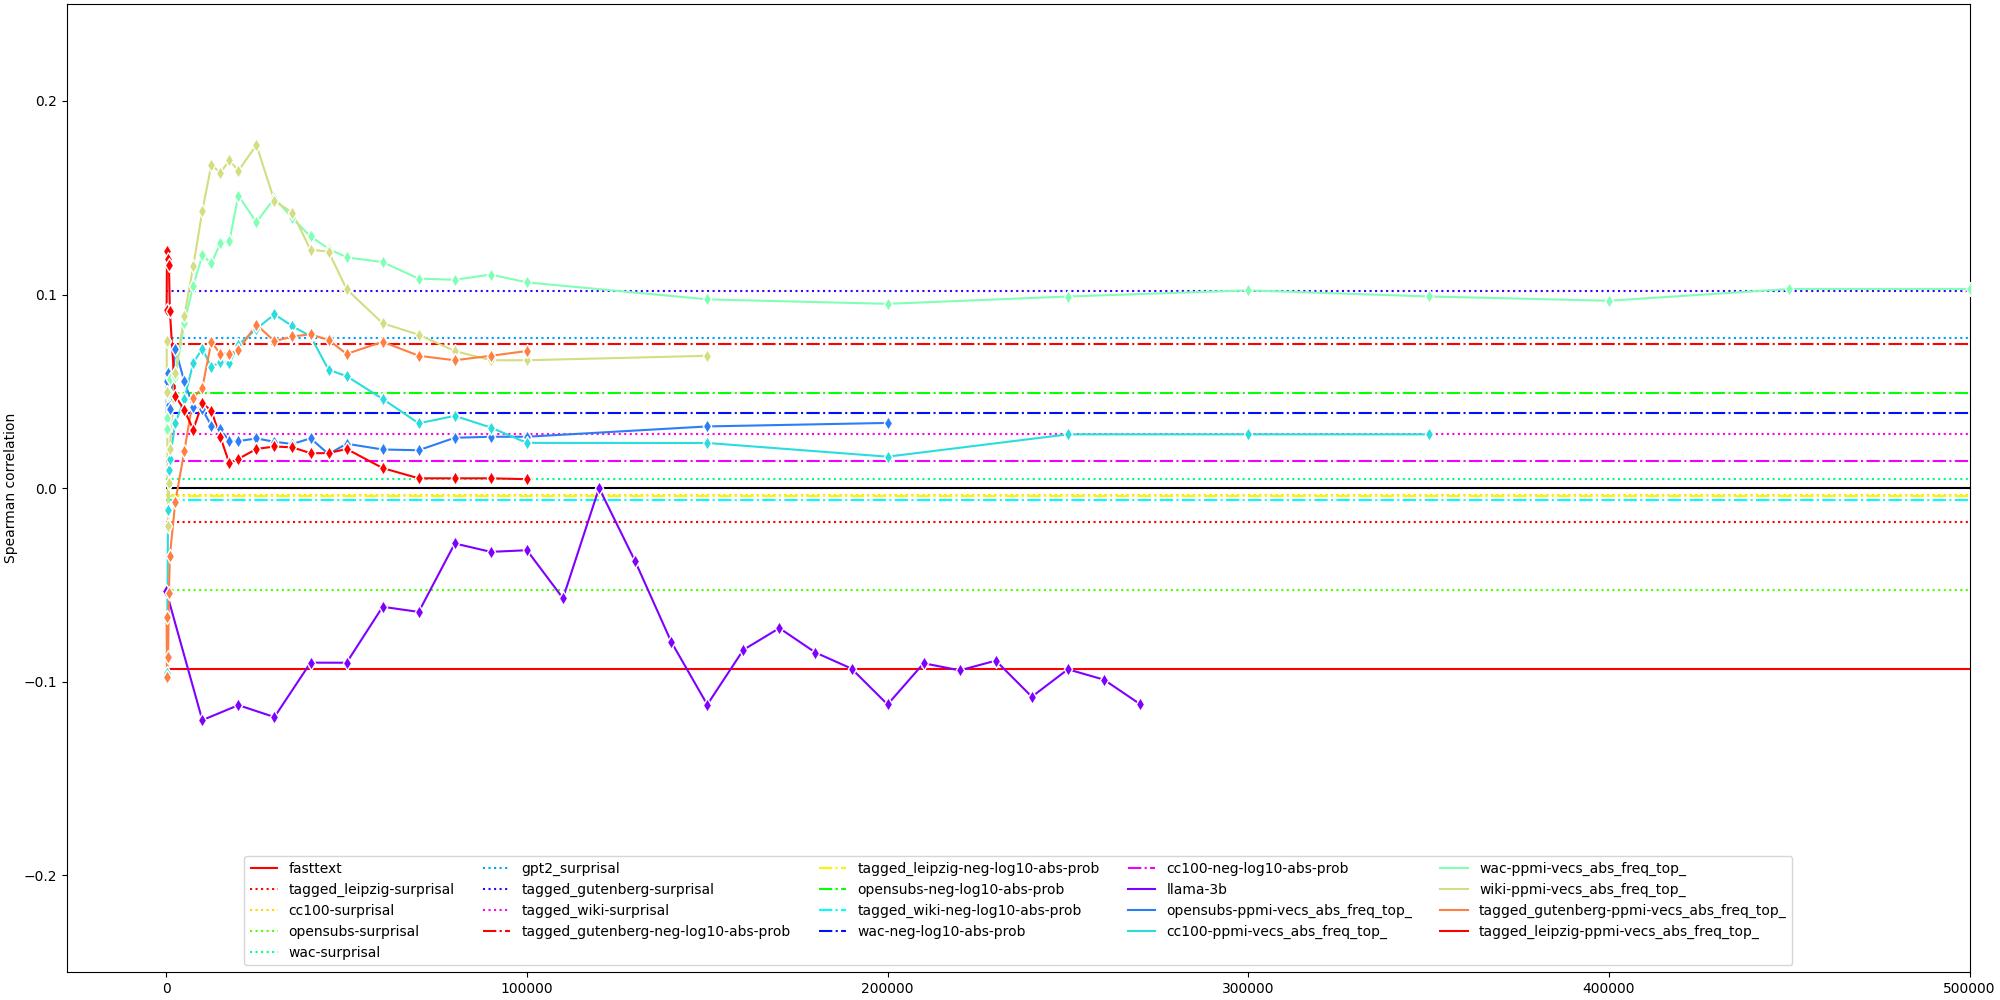 0.2
0.1
0.0
−0.1
−0.2
Spearman correlation
fasttext
tagged_leipzig-surprisal
cc100-surprisal
opensubs-surprisal
wac-surprisal
gpt2_surprisal
tagged_gutenberg-surprisal
tagged_wiki-surprisal
tagged_gutenberg-neg-log10-abs-prob
tagged_leipzig-neg-log10-abs-prob
opensubs-neg-log10-abs-prob
tagged_wiki-neg-log10-abs-prob
wac-neg-log10-abs-prob
cc100-neg-log10-abs-prob
llama-3b
opensubs-ppmi-vecs_abs_freq_top_
cc100-ppmi-vecs_abs_freq_top_
wac-ppmi-vecs_abs_freq_top_
wiki-ppmi-vecs_abs_freq_top_
tagged_gutenberg-ppmi-vecs_abs_freq_top_
tagged_leipzig-ppmi-vecs_abs_freq_top_
0
100000
200000
300000
400000
500000